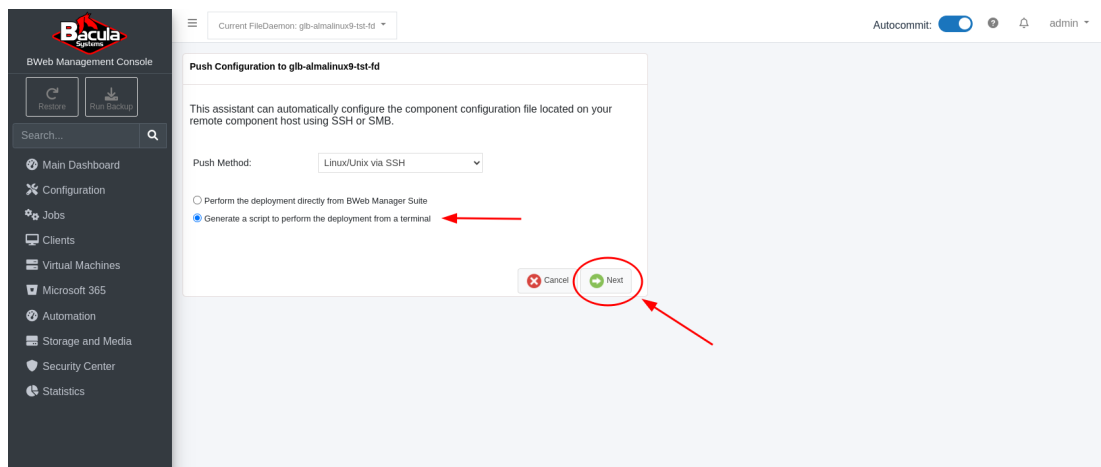 Bacula
Systems
BWeb Management Console
Restore
Run Backup
Search...
Main Dashboard
Configuration
Jobs
Clients
Virtual Machines
Microsoft 365
Automation
Storage and Media
Security Center
Statistics
Current FileDaemon: glb-almalinux9-tst-fd
Autocommit:
admin
Push Configuration to glb-almalinux9-tst-fd
This assistant can automatically configure the component configuration file located on your
remote component host using SSH or SMB.
Push Method: Linux/Unix via SSH
Perform the deployment directly from BWeb Manager Suite
Generate a script to perform the deployment from a terminal
Cancel Next